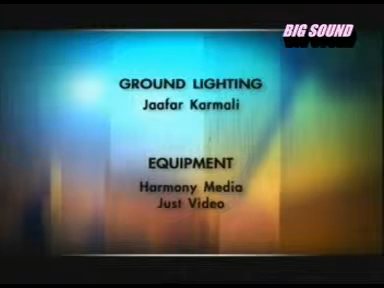 BIG SOUND
GROUND LIGHTING
Jaafar Karmali
EQUIPMENT
Harmony Media
Just Video